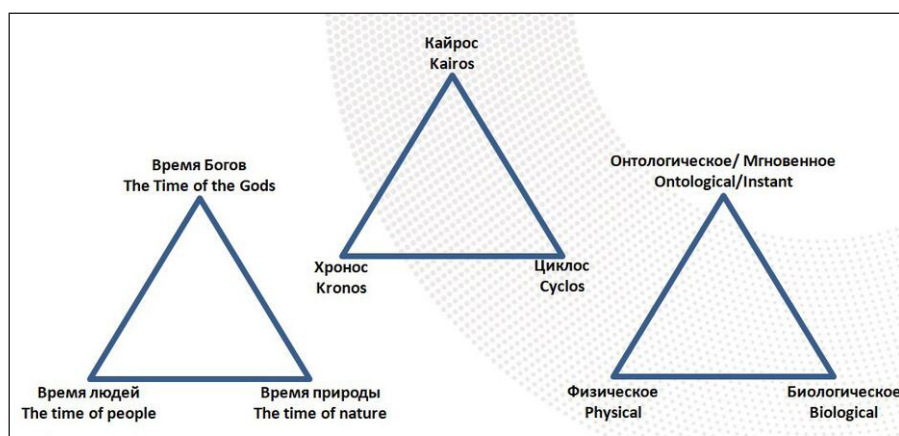 Кайрос
Kairos
Время Богов
The Time of the Gods
Онтологическое/ Мгновенное
Ontological/Instant
Хронос
Kronos
Циклос
Cyclos
Время людей
The time of people
Время природы
The time of nature
Физическое
Physical
Биологическое
Biological